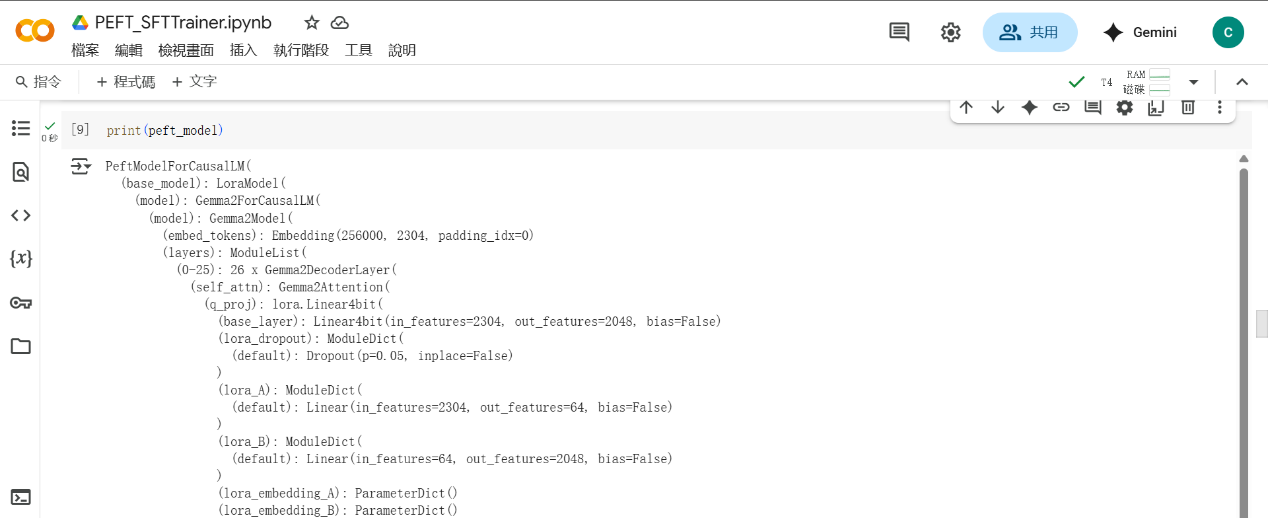 PEFT_SFTTrainer.ipynb
檔案 編輯 檢視畫面 插入 執行階段 工具 說明
共用
Gemini
C
指令 + 程式碼 + 文字
T4
RAM
磁碟
0 秒
[9] print(peft_model)
PeftModelForCausalLM(
  (base_model): LoraModel(
    (model): Gemma2ForCausalLM(
      (model): Gemma2Model(
        (embed_tokens): Embedding(256000, 2304, padding_idx=0)
        (layers): ModuleList(
          (0-25): 26 x Gemma2DecoderLayer(
            (self_attn): Gemma2Attention(
              (q_proj): lora.Linear4bit(
                (base_layer): Linear4bit(in_features=2304, out_features=2048, bias=False)
                (lora_dropout): ModuleDict(
                  (default): Dropout(p=0.05, inplace=False)
                )
                (lora_A): ModuleDict(
                  (default): Linear(in_features=2304, out_features=64, bias=False)
                )
                (lora_B): ModuleDict(
                  (default): Linear(in_features=64, out_features=2048, bias=False)
                )
                (lora_embedding_A): ParameterDict()
                (lora_embedding_B): ParameterDict()